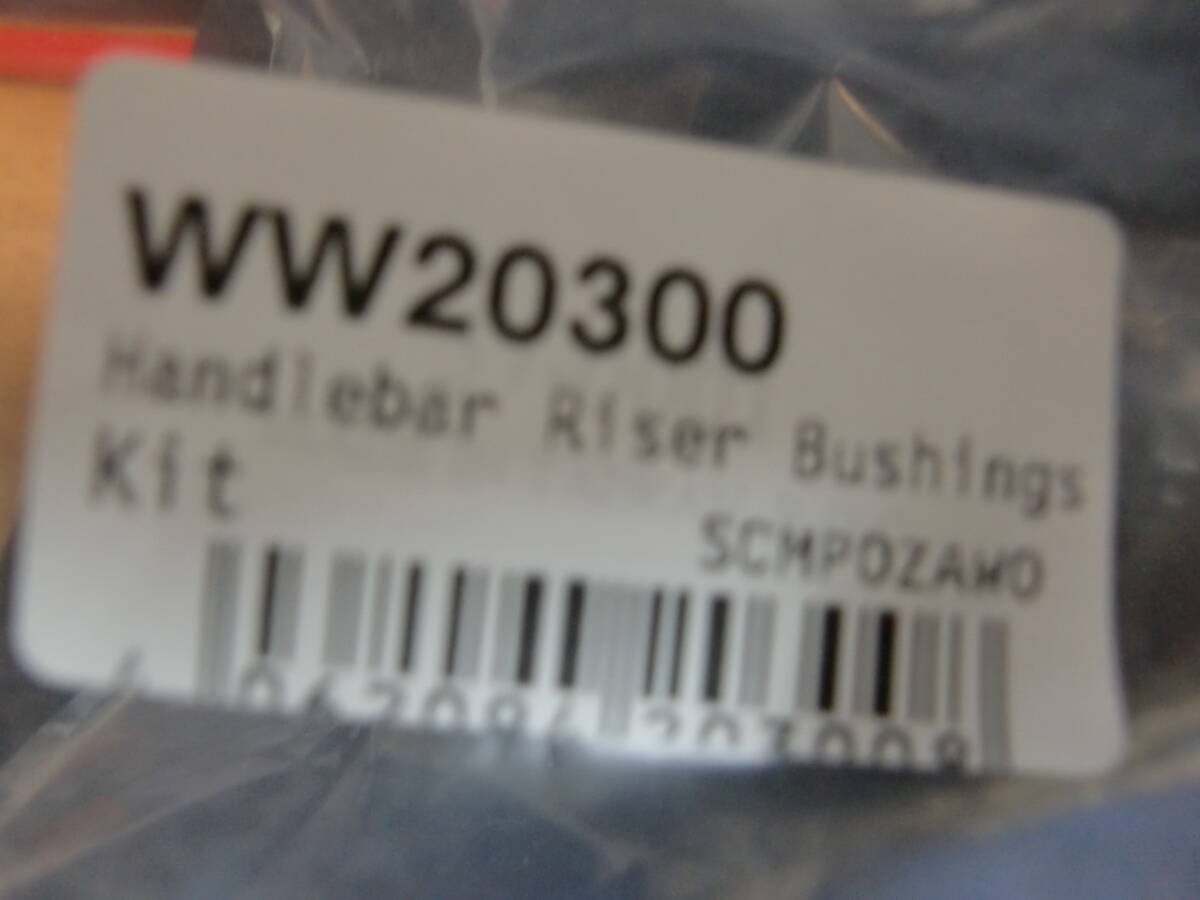 WW20300
Handlebar Riser Bushings
Kit
SCMPOZAWO